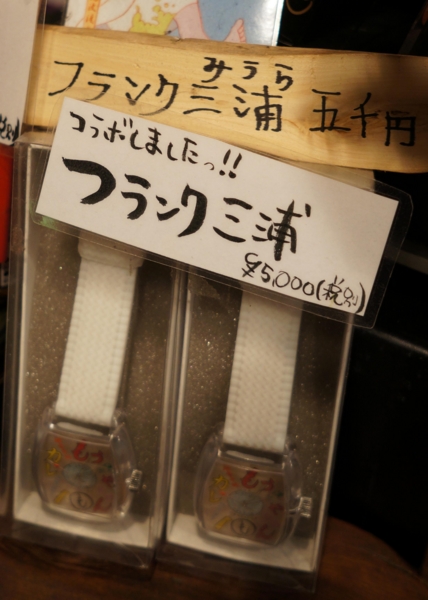 みうら
フランク三浦 五千円
コラボしましたっ!!
フランク三浦
¥5,000(税別)